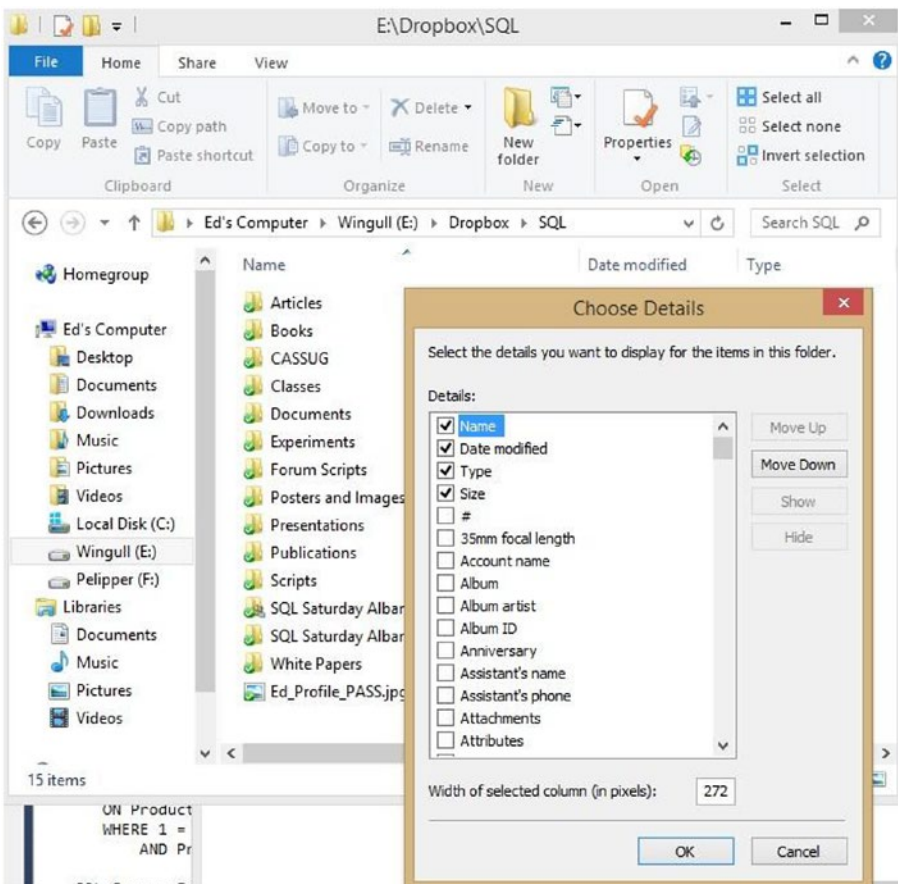 E:\Dropbox\SQL
File Home Share View
Copy
Paste
Cut
Copy path
Paste shortcut
Clipboard
Move to
Copy to
Delete
Rename
Organize
New folder
New
Properties
Open
Select all
Select none
Invert selection
Select
Ed's Computer Wingull (E:) Dropbox SQL
Search SQL
Homegroup
Ed's Computer
Desktop
Documents
Downloads
Music
Pictures
Videos
Local Disk (C:)
Wingull (E:)
Pelipper (F:)
Libraries
Documents
Music
Pictures
Videos
Name Date modified Type
Articles
Books
CASSUG
Classes
Documents
Experiments
Forum Scripts
Posters and Images
Presentations
Publications
Scripts
SQL Saturday Albar
SQL Saturday Albar
White Papers
Ed_Profile_PASS.jpg
15 items
Choose Details
Select the details you want to display for the items in this folder.
Details:
Name
Date modified
Type
Size
#
35mm focal length
Account name
Album
Album artist
Album ID
Anniversary
Assistant's name
Assistant's phone
Attachments
Attributes
Move Up
Move Down
Show
Hide
Width of selected column (in pixels): 272
OK
Cancel
ON Product
WHERE 1 =
AND Pr